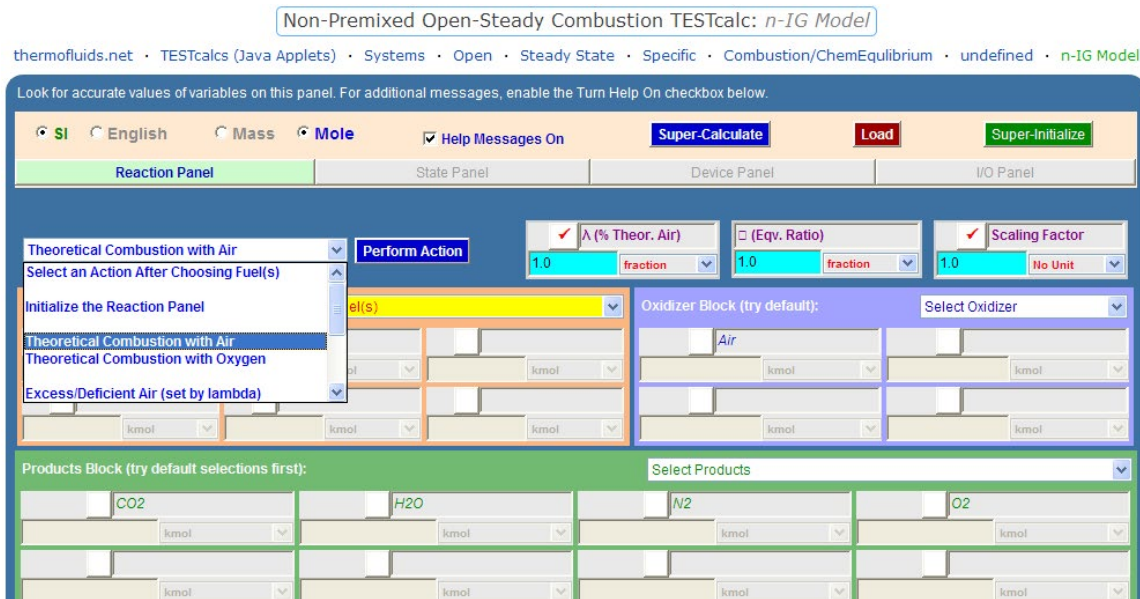 Non-Premixed Open-Steady Combustion TESTcalc: n-IG Model
thermofluids.net · TESTcalcs (Java Applets) · Systems · Open · Steady State · Specific · Combustion/ChemEqulibrium · undefined · n-IG Model
Look for accurate values of variables on this panel. For additional messages, enable the Turn Help On checkbox below.
SI English Mass Mole Help Messages On Super-Calculate Load Super-Initialize
Reaction Panel State Panel Device Panel I/O Panel
λ (% Theor. Air) □ (Eqv. Ratio) Scaling Factor
Theoretical Combustion with Air Perform Action
1.0 fraction 1.0 fraction 1.0 No Unit
Select an Action After Choosing Fuel(s)
Initialize the Reaction Panel
Theoretical Combustion with Air
Theoretical Combustion with Oxygen
Excess/Deficient Air (set by lambda)
el(s) Oxidizer Block (try default): Select Oxidizer
Air
kmol kmol kmol
kmol kmol kmol kmol kmol
Products Block (try default selections first): Select Products
CO2 H2O N2 O2
kmol kmol kmol kmol
kmol kmol kmol kmol